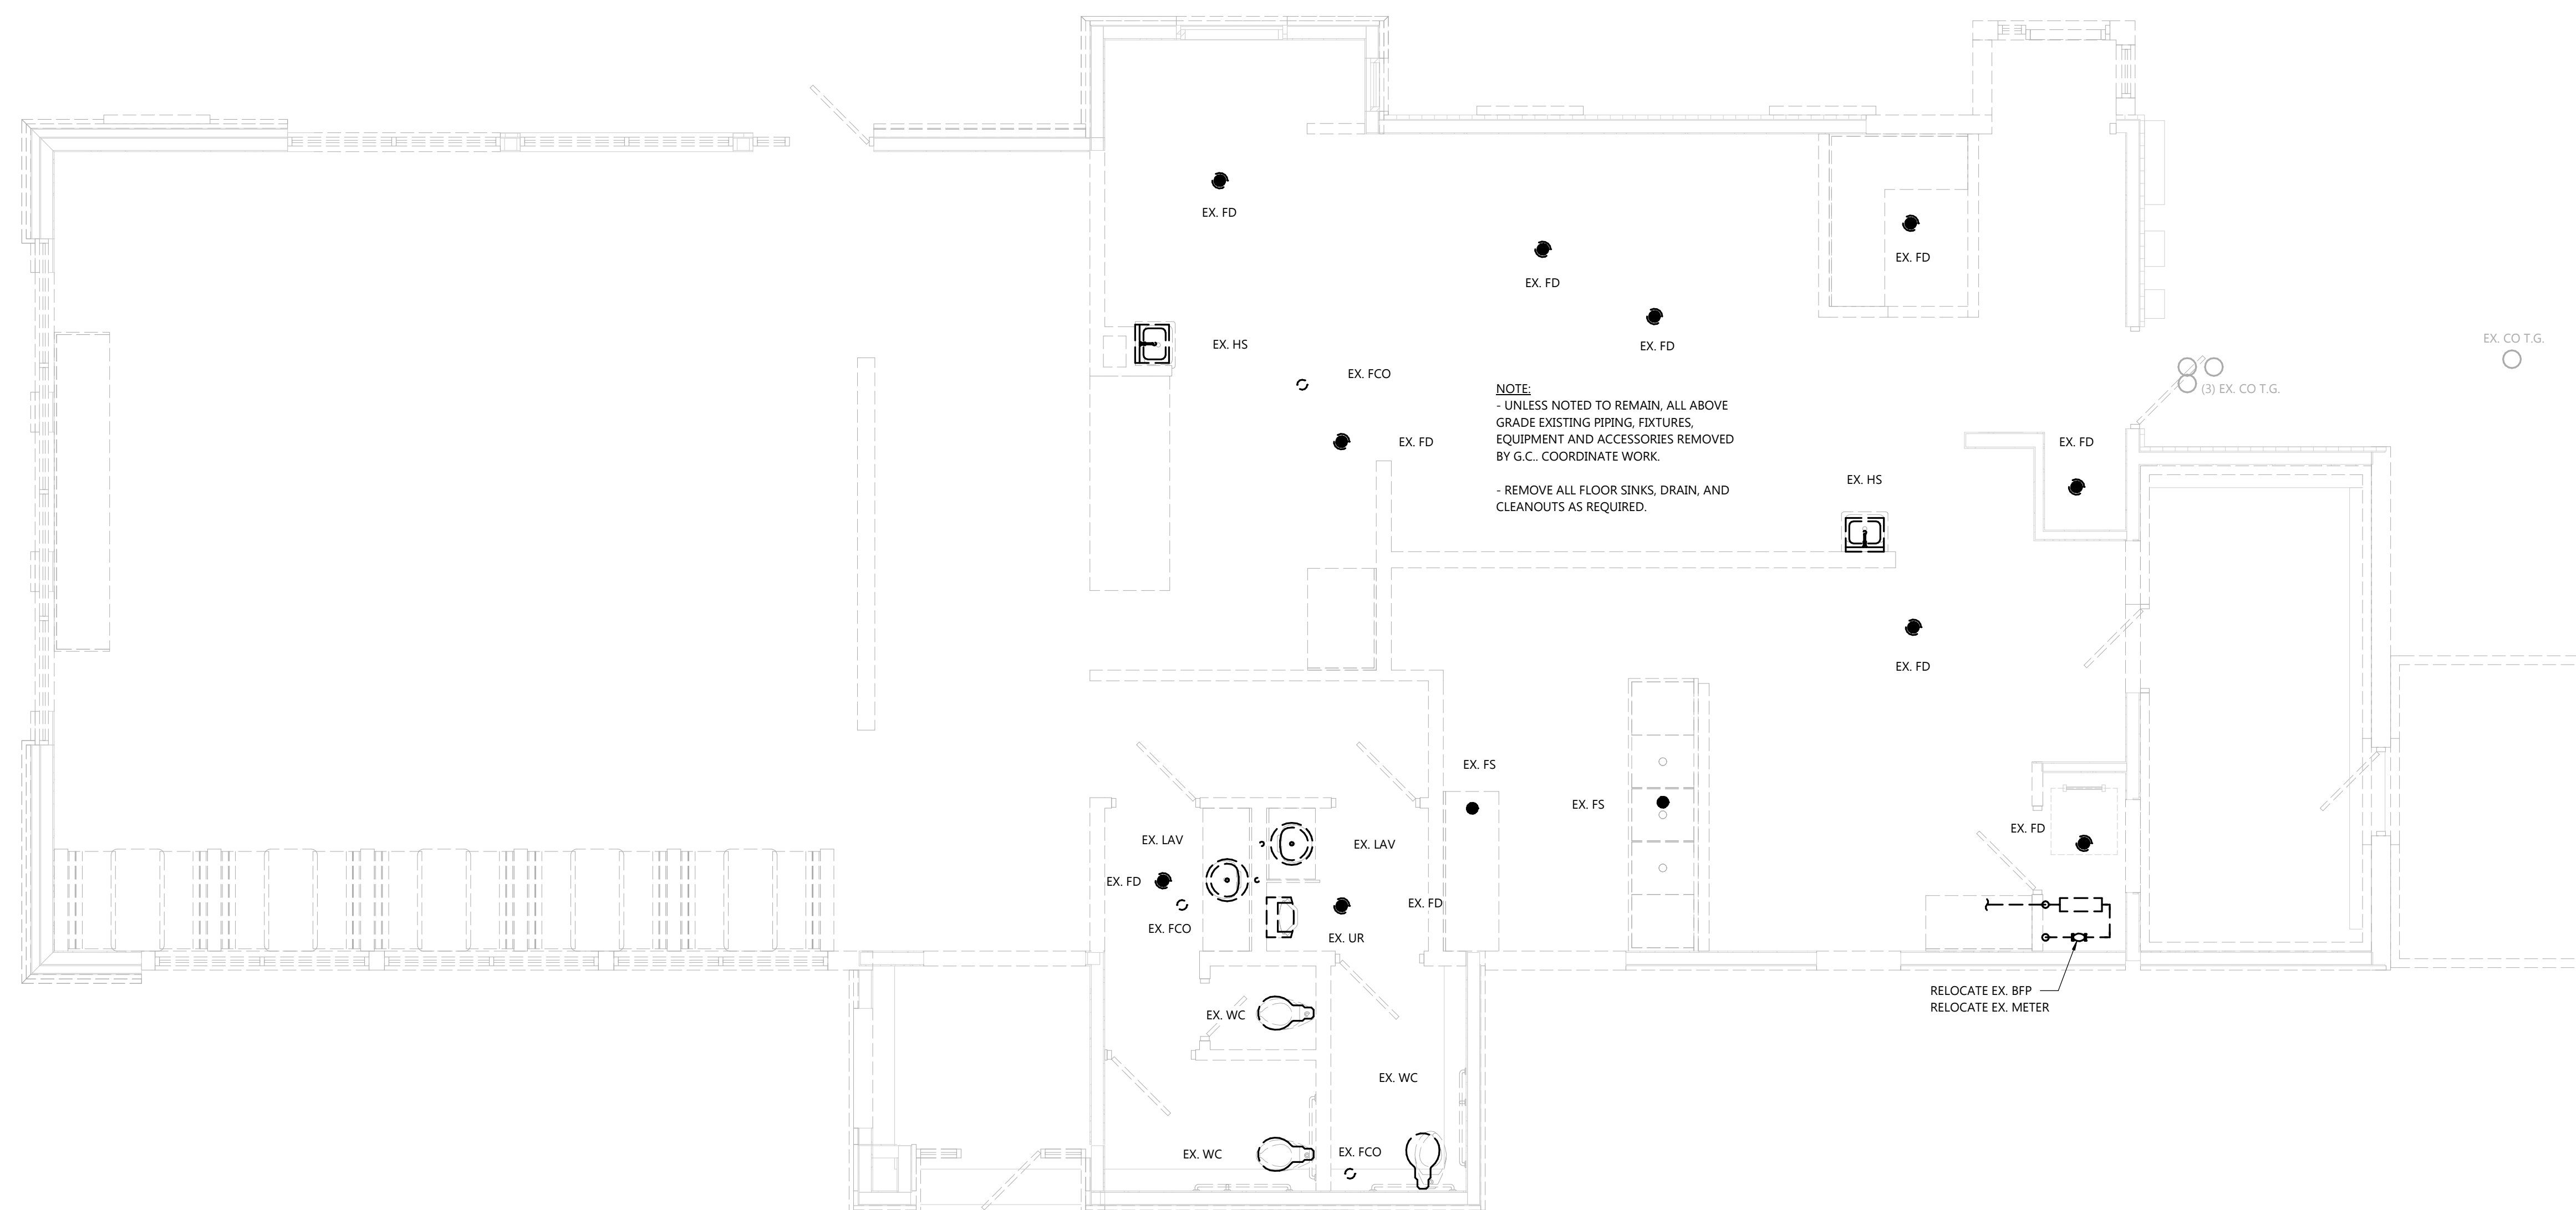 EX. FD
EX. FD
EX. FD
EX. FD
EX. HS
EX. CO T.G.
EX. FCO
(3) EX. CO T.G.
NOTE:
- UNLESS NOTED TO REMAIN, ALL ABOVE
GRADE EXISTING PIPING, FIXTURES,
EQUIPMENT AND ACCESSORIES REMOVED
BY G.C.. COORDINATE WORK.
- REMOVE ALL FLOOR SINKS, DRAIN, AND
CLEANOUTS AS REQUIRED.
EX. FD
EX. FD
EX. HS
EX. FD
EX. FS
EX. FS
EX. FD
EX. LAV
EX. LAV
EX. FD
EX. FD
EX. FCO
EX. UR
RELOCATE EX. BFP
RELOCATE EX. METER
EX. WC
EX. WC
EX. WC
EX. FCO